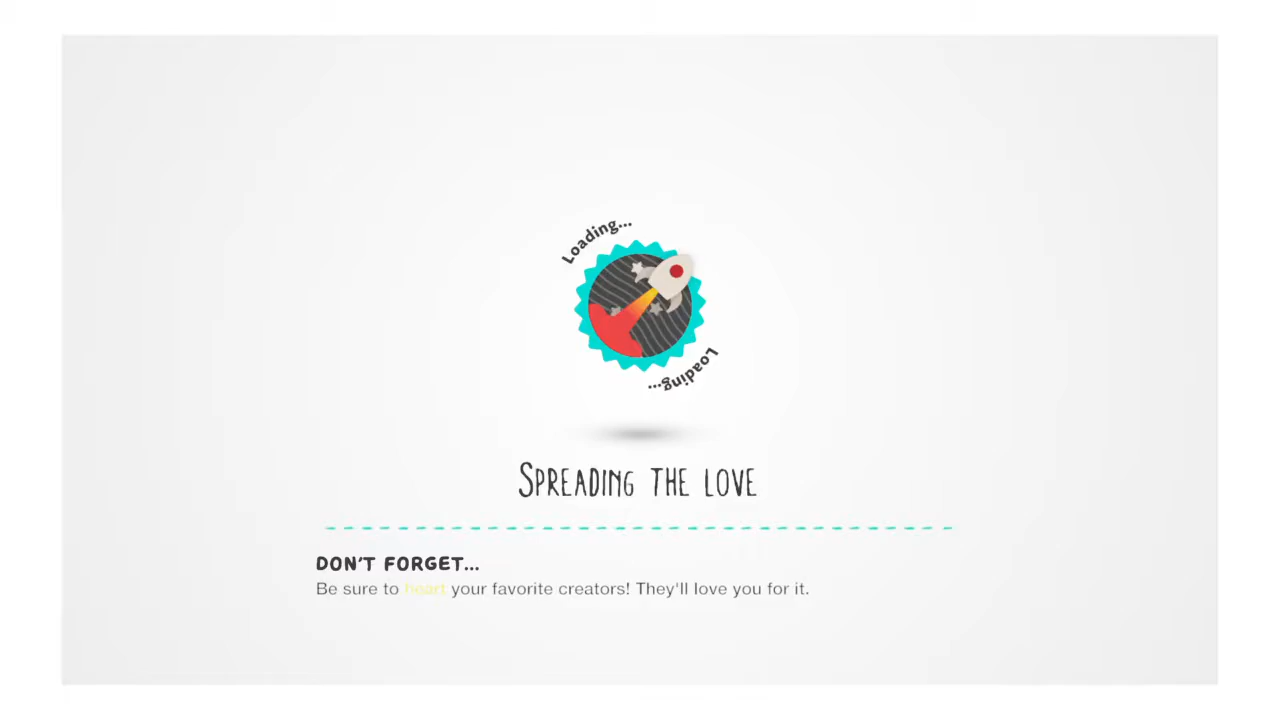 Loading...
Loading...
SPREADING THE LOVE
DON'T FORGET...
Be sure to heart your favorite creators! They'll love you for it.